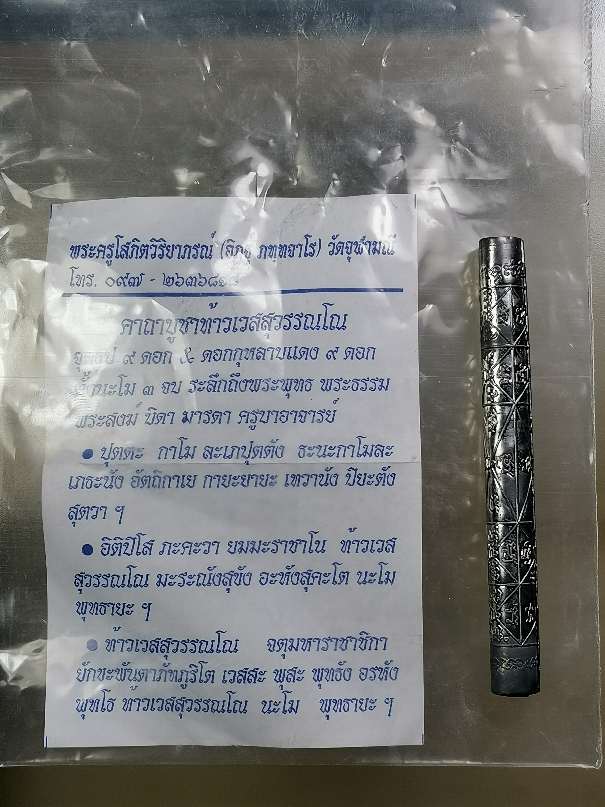 พระครูโสภิตวิริยาภรณ์ (อิฏฐ ภทฺทจาโร) วัดจุฬามณี
โทร. ๐๙๗ - ๒๖๓๖๘
คาถาบูชาท้าวเวสสุวรรณโณ
จุดธูป ๙ ดอก & ดอกกุหลาบแดง ๙ ดอก
ตั้งนะโม ๓ จบ ระลึกถึงพระพุทธ พระธรรม
พระสงฆ์ บิดา มารดา ครูบาอาจารย์
● ปุตตะ กาโม ละเภปุตตัง ธะนะกาโมละ
เภธะนัง อัตถิกาเย กายะยายะ เทวานัง ปิยะตัง
สุตวา ฯ
● อิติปิโส ภะคะวา ยมมะราชาโน ท้าวเวส
สุวรรณโณ มะระณังสุขัง อะหังสุคะโต นะโม
พุทธายะ ฯ
● ท้าวเวสสุวรรณโณ จตุมหาราชาชิกา
ยักขะพันตาภัทภูริโต เวสสะ พุสะ พุทธัง อรหัง
พุทโธ ท้าวเวสสุวรรณโณ นะโม พุทธายะ ฯ